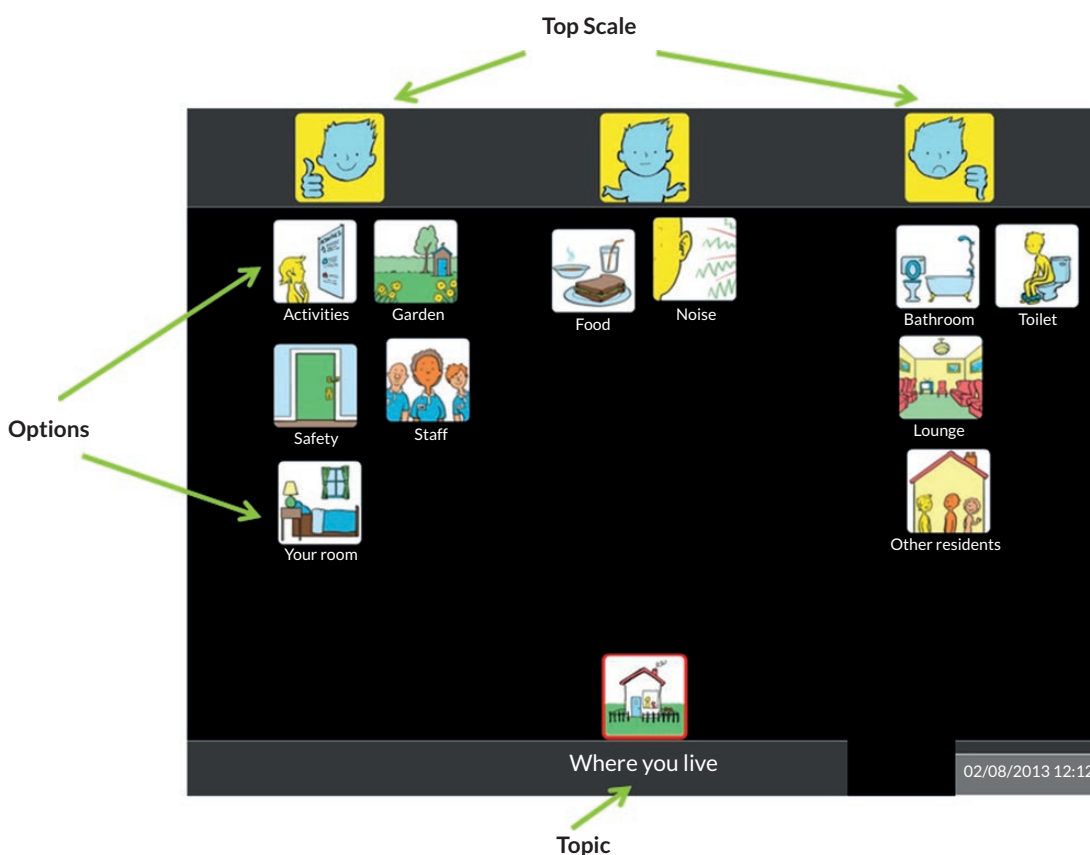 Top Scale
Activities
Garden
Food
Noise
Bathroom
Toilet
Safety
Staff
Lounge
Options
Your room
Other residents
Where you live
02/08/2013 12:12
Topic